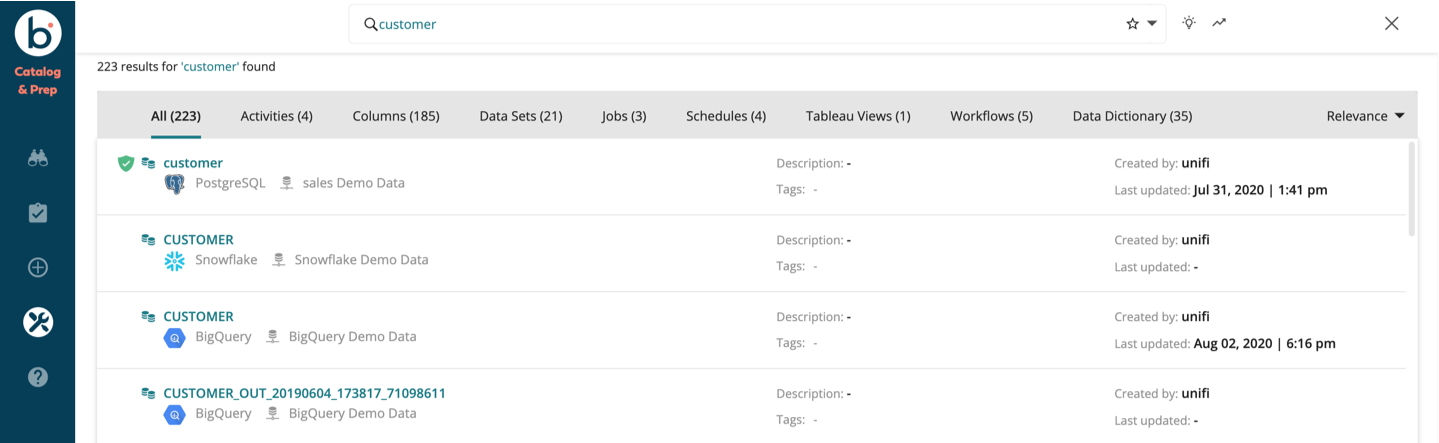 b
customer
Catalog
& Prep
223 results for 'customer' found
All (223) Activities (4) Columns (185) Data Sets (21) Jobs (3) Schedules (4) Tableau Views (1) Workflows (5) Data Dictionary (35) Relevance
customer Description: - Created by: unifi
PostgreSQL sales Demo Data Tags: - Last updated: Jul 31, 2020 | 1:41 pm
CUSTOMER Description: - Created by: unifi
Snowflake Snowflake Demo Data Tags: - Last updated: -
CUSTOMER Description: - Created by: unifi
BigQuery BigQuery Demo Data Tags: - Last updated: Aug 02, 2020 | 6:16 pm
CUSTOMER_OUT_20190604_173817_71098611 Description: - Created by: unifi
BigQuery BigQuery Demo Data Tags: - Last updated: -